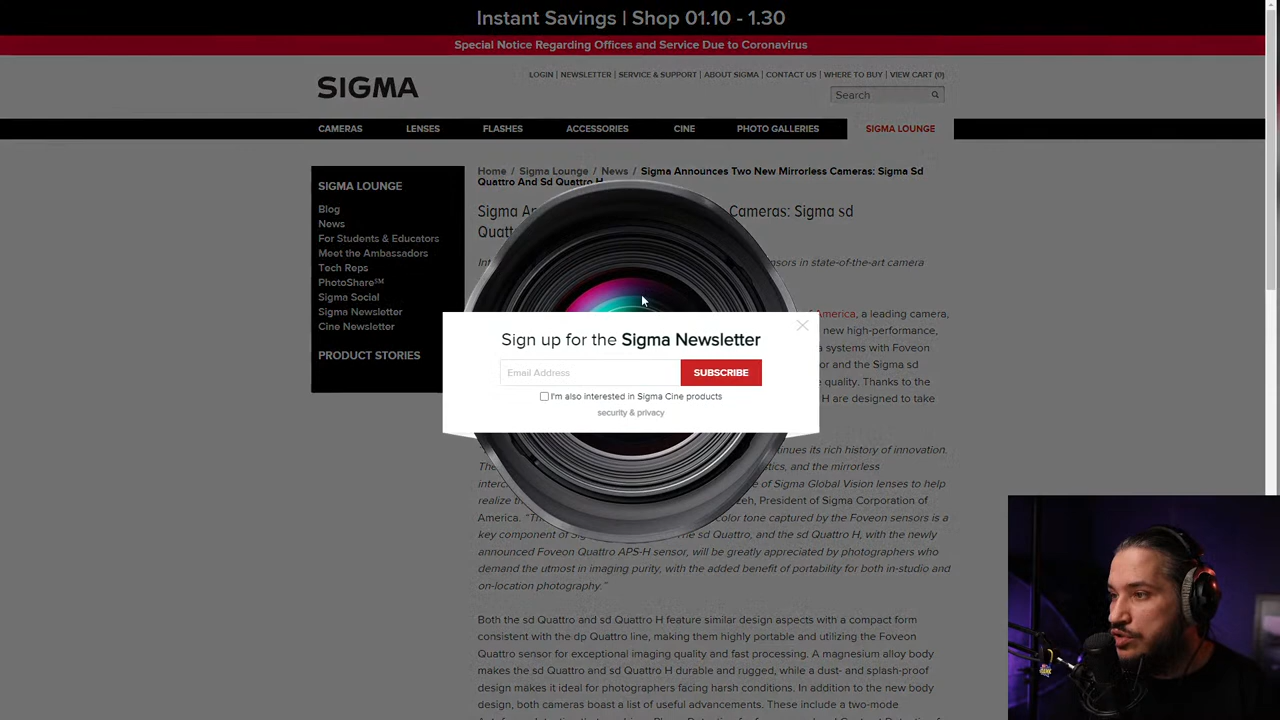 Instant Savings | Shop 01.10 - 1.30
Special Notice Regarding Offices and Service Due to Coronavirus
SIGMA
LOGIN | NEWSLETTER | SERVICE & SUPPORT | ABOUT SIGMA | CONTACT US | WHERE TO BUY | VIEW CART (0)
Search
CAMERAS LENSES FLASHES ACCESSORIES CINE PHOTO GALLERIES SIGMA LOUNGE
SIGMA LOUNGE
Blog
News
For Students & Educators
Meet the Ambassadors
Tech Reps
PhotoShare℠
Sigma Social
Sigma Newsletter
Cine Newsletter
PRODUCT STORIES
Home / Sigma Lounge / News / Sigma Announces Two New Mirrorless Cameras: Sigma Sd
Quattro And Sd Quattro H
Sigma Cameras: Sigma sd
sensors in state-of-the-art camera
America, a leading camera,
new high-performance,
systems with Foveon
and the Sigma sd
quality. Thanks to the
H are designed to take
Sign up for the Sigma Newsletter
Email Address
SUBSCRIBE
I'm also interested in Sigma Cine products
security & privacy
its rich history of innovation.
and the mirrorless
of Sigma Global Vision lenses to help
realize President of Sigma Corporation of
America. color tone captured by the Foveon sensors is a
key component of sd Quattro, and the sd Quattro H, with the newly
announced Foveon Quattro APS-H sensor, will be greatly appreciated by photographers who
demand the utmost in imaging purity, with the added benefit of portability for both in-studio and
on-location photography."
Both the sd Quattro and sd Quattro H feature similar design aspects with a compact form
consistent with the dp Quattro line, making them highly portable and utilizing the Foveon
Quattro sensor for exceptional imaging quality and fast processing. A magnesium alloy body
makes the sd Quattro and sd Quattro H durable and rugged, while a dust- and splash-proof
design makes it ideal for photographers facing harsh conditions. In addition to the new body
design, both cameras boast a list of useful advancements. These include a two-mode